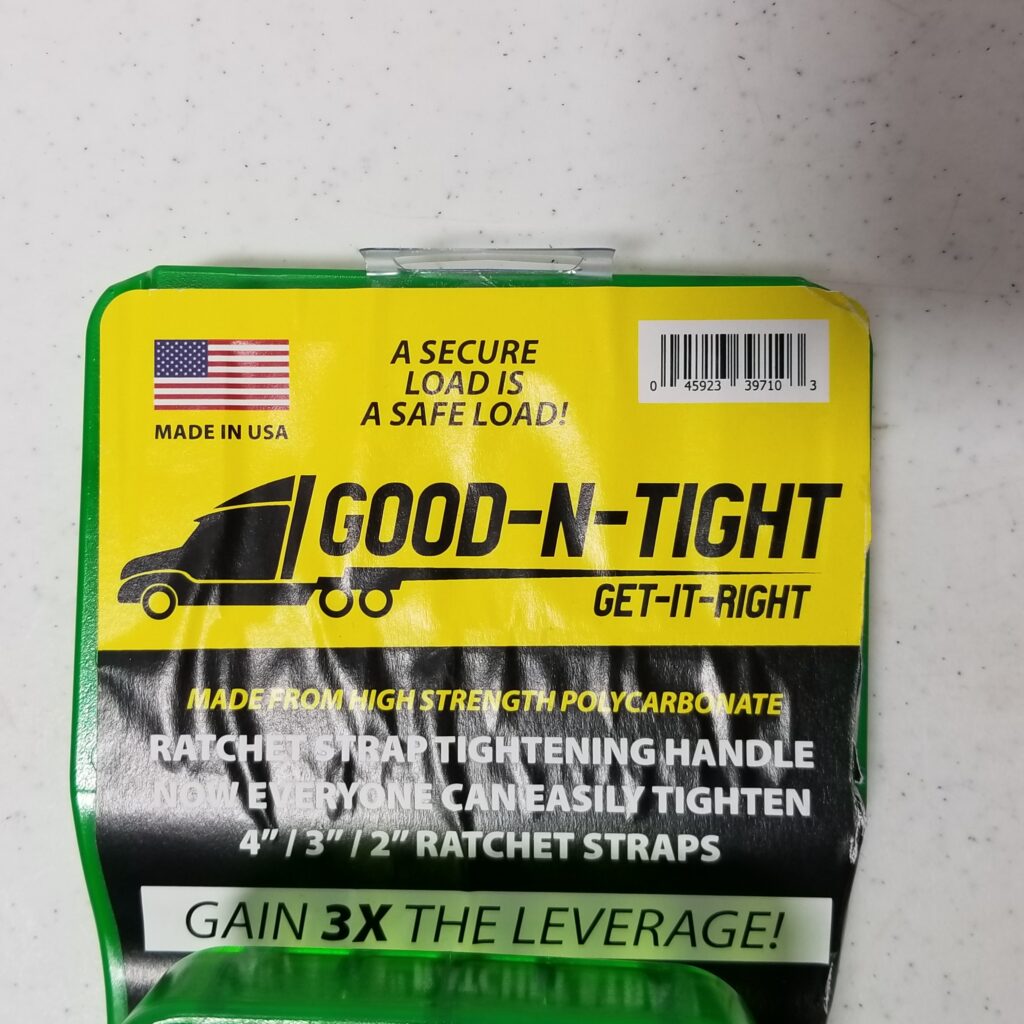 A SECURE
LOAD IS
A SAFE LOAD!
MADE IN USA
0 45923 39710 3
GOOD-N-TIGHT
GET-IT-RIGHT
MADE FROM HIGH STRENGTH POLYCARBONATE
RATCHET STRAP TIGHTENING HANDLE
NOW EVERYONE CAN EASILY TIGHTEN
4" / 3" / 2" RATCHET STRAPS
GAIN 3X THE LEVERAGE!